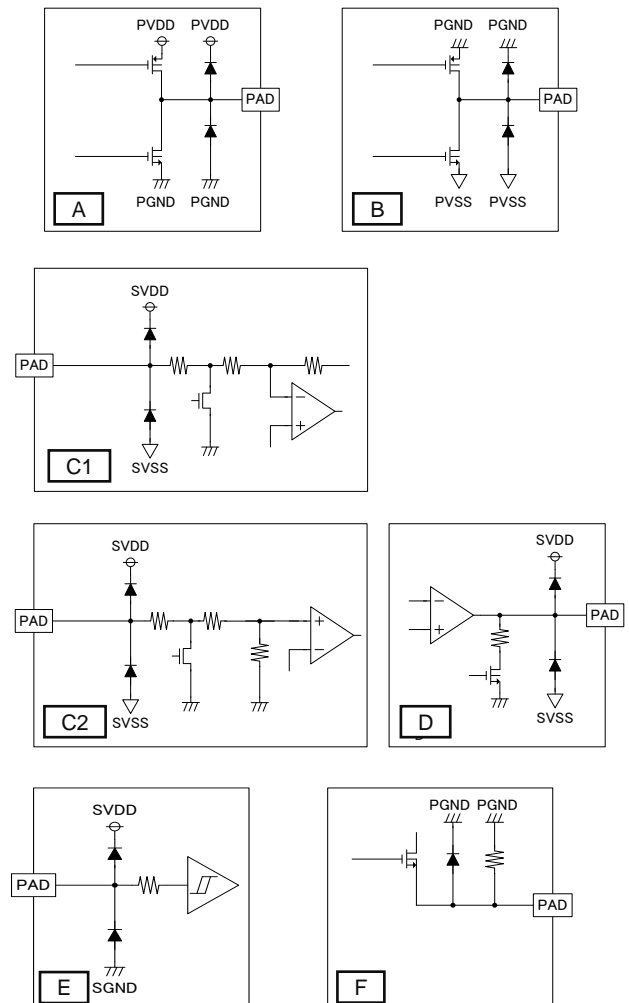 PVDD PVDD
PAD
PGND PGND
A
PGND PGND
PAD
PVSS PVSS
B
SVDD
PAD
SVSS
C1
SVDD
PAD
+
−
SVSS
C2
SVDD
−
+
PAD
SVSS
D
SVDD
PAD
SGND
E
PGND PGND
PAD
F